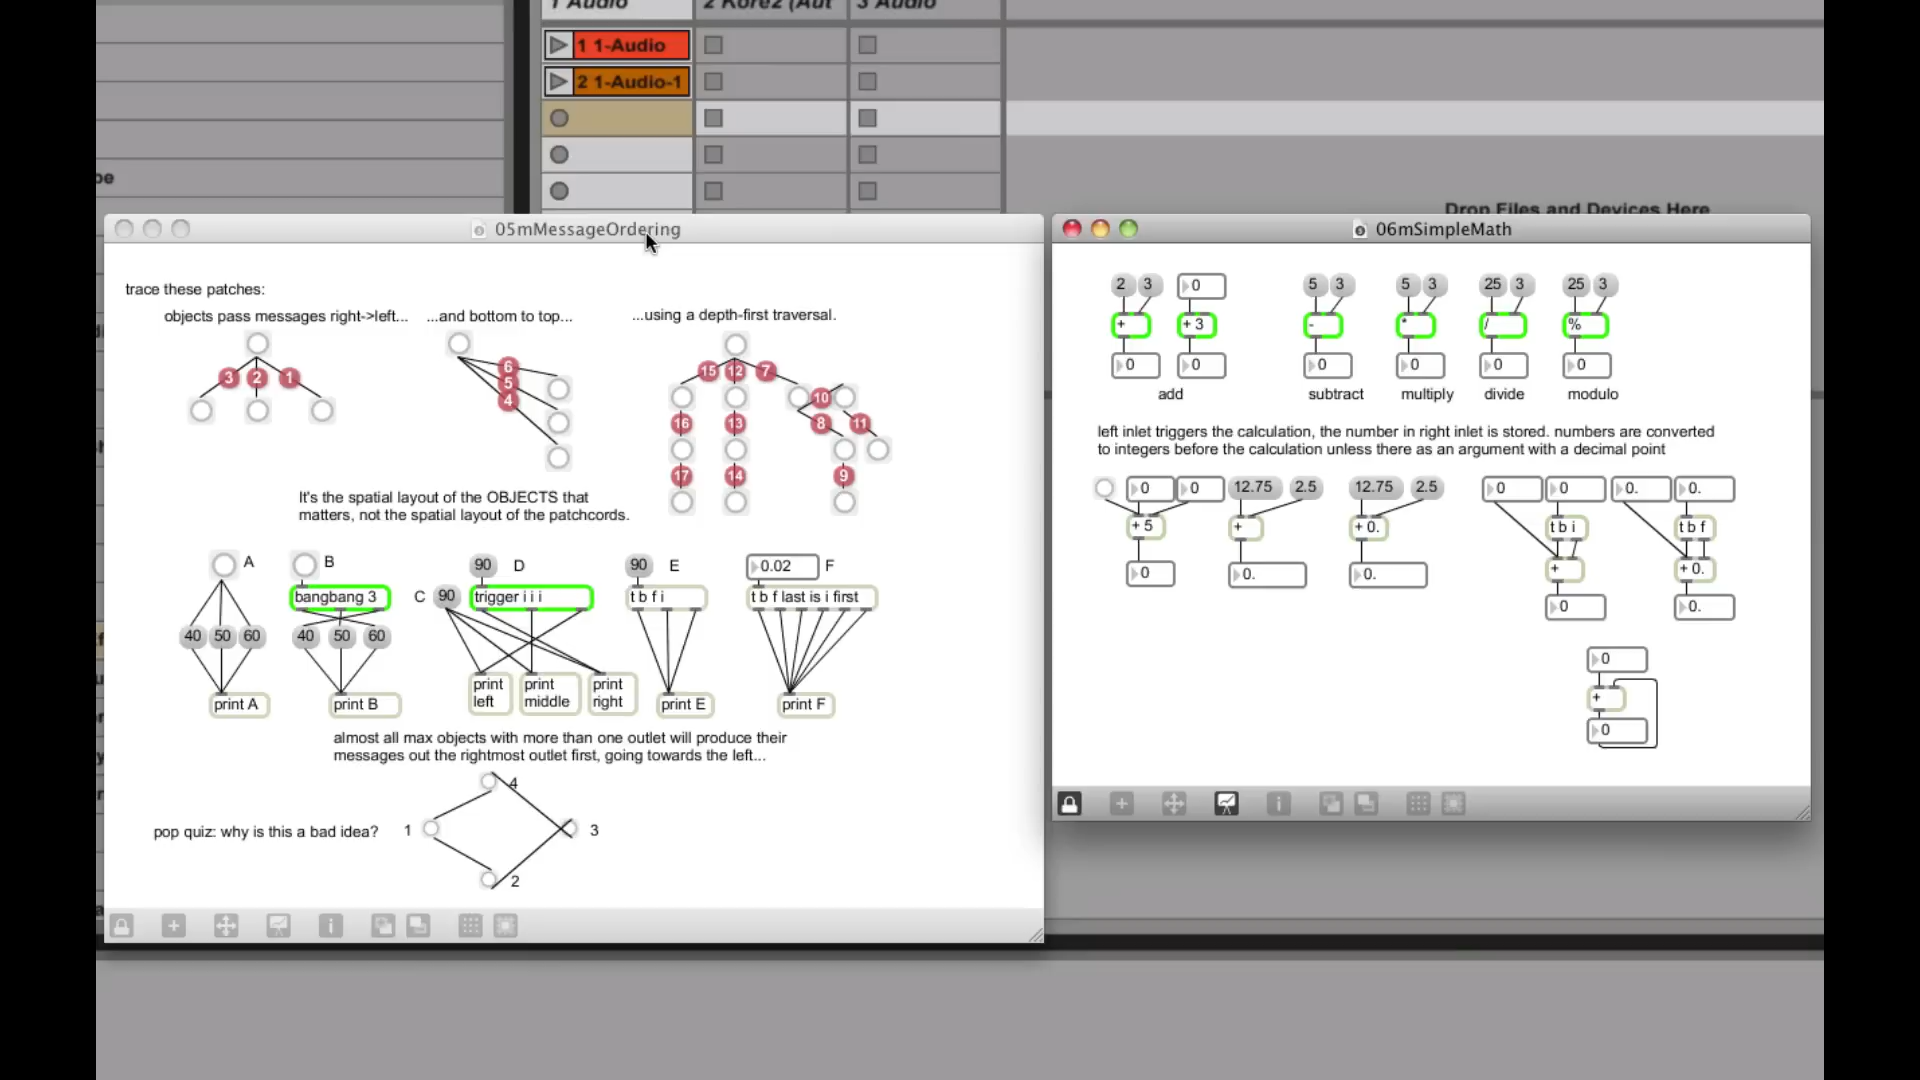 1 Audio
2 Kore2 (Aut
3 Audio
1 1-Audio
2 1-Audio-1
Drop Files and Devices Here
05mMessageOrdering
trace these patches:
objects pass messages right->left...
...and bottom to top...
...using a depth-first traversal.
3 2 1
6
5
4
15 12 7
10
16 13 8 11
17 14 9
It's the spatial layout of the OBJECTS that
matters, not the spatial layout of the patchcords.
A
B
C
D
E
F
90
90
90
0.02
bangbang 3
trigger i i i
t b f i
t b f last is i first
40 50 60
40 50 60
print A
print B
print left
print middle
print right
print E
print F
almost all max objects with more than one outlet will produce their
messages out the rightmost outlet first, going towards the left...
pop quiz: why is this a bad idea?
1
4
3
2
06mSimpleMath
2 3
0
5 3
5 3
25 3
25 3
+
+ 3
-
*
/
%
0
0
0
0
0
0
add
subtract
multiply
divide
modulo
left inlet triggers the calculation, the number in right inlet is stored. numbers are converted
to integers before the calculation unless there as an argument with a decimal point
0
0
12.75
2.5
12.75
2.5
0
0
0.
0.
+ 5
+
+ 0.
t b i
t b f
+
+ 0.
0
0.
0.
0
0.
0
+
0